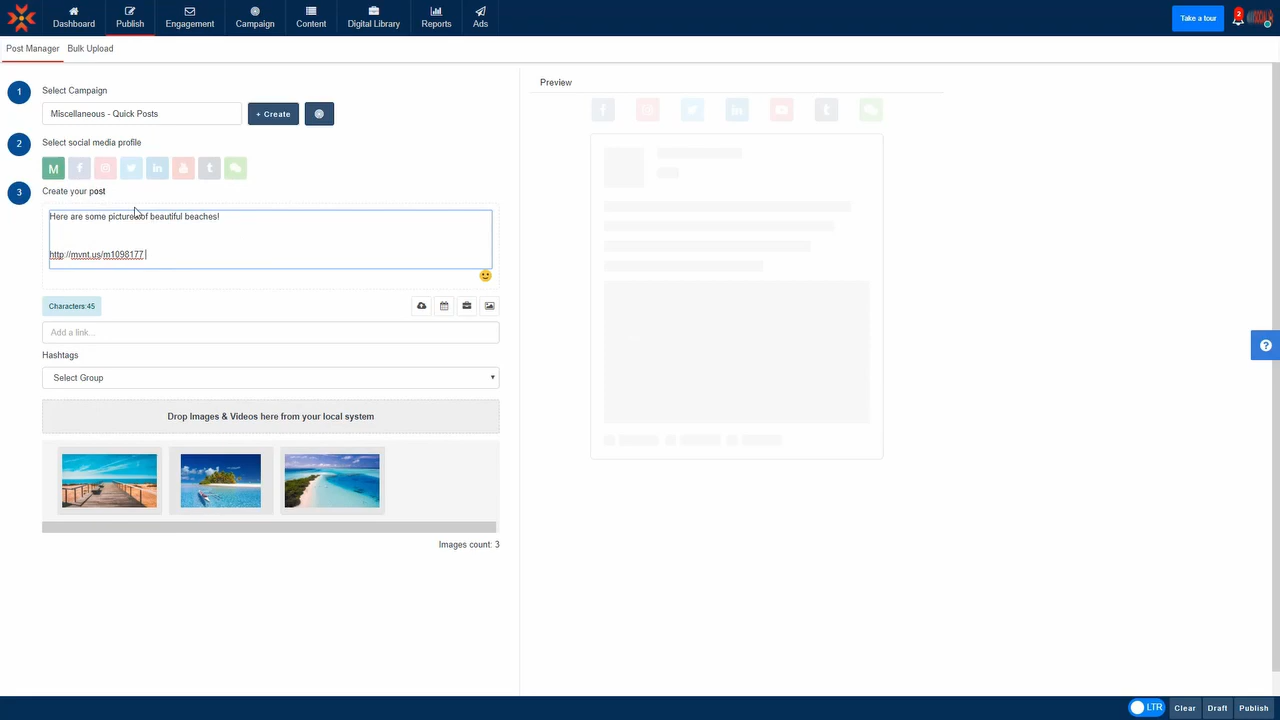 Dashboard
Publish
Engagement
Campaign
Content
Digital Library
Reports
Ads
Take a tour
2
Post Manager
Bulk Upload
1
Select Campaign
Miscellaneous - Quick Posts
+ Create
2
Select social media profile
M
3
Create your post
Here are some pictures of beautiful beaches!
http://mvnt.us/m1098177
Characters:45
Add a link...
Hashtags
Select Group
Drop Images & Videos here from your local system
Images count: 3
Preview
LTR
Clear
Draft
Publish